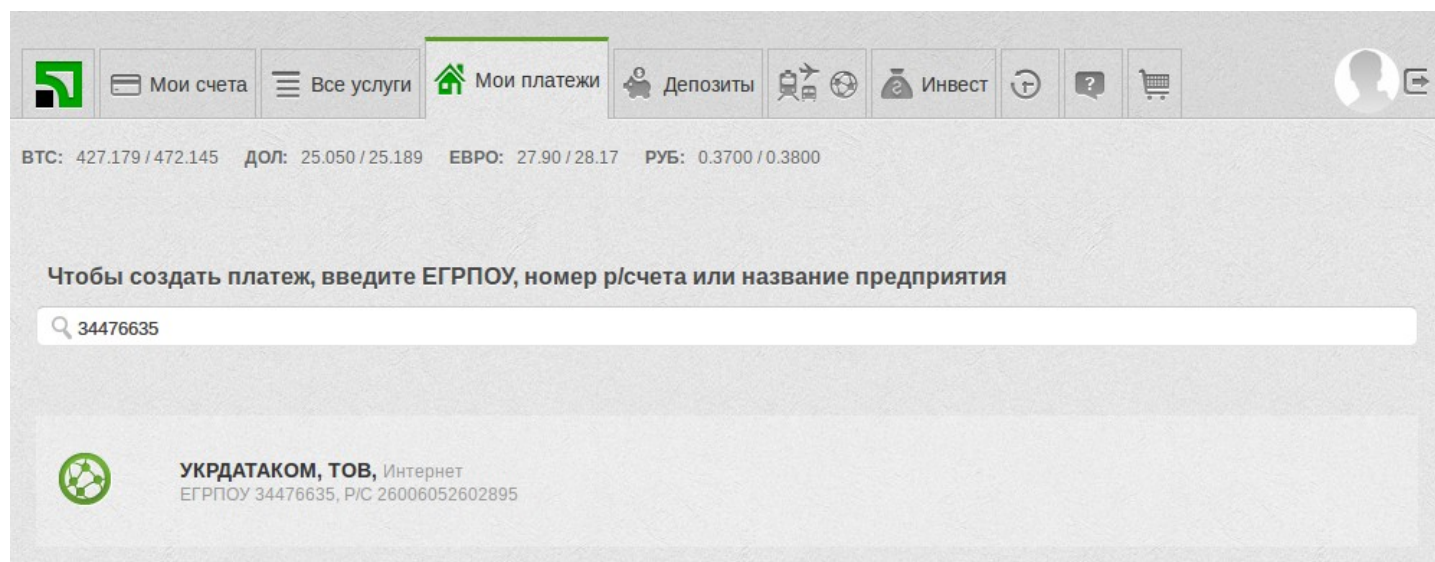 Мои счета Все услуги Мои платежи Депозиты Инвест
BTC: 427.179 / 472.145 ДОЛ: 25.050 / 25.189 ЕВРО: 27.90 / 28.17 РУБ: 0.3700 / 0.3800
Чтобы создать платеж, введите ЕГРПОУ, номер р/счета или название предприятия
34476635
УКРДАТАКОМ, ТОВ, Интернет
ЕГРПОУ 34476635, Р/С 26006052602895